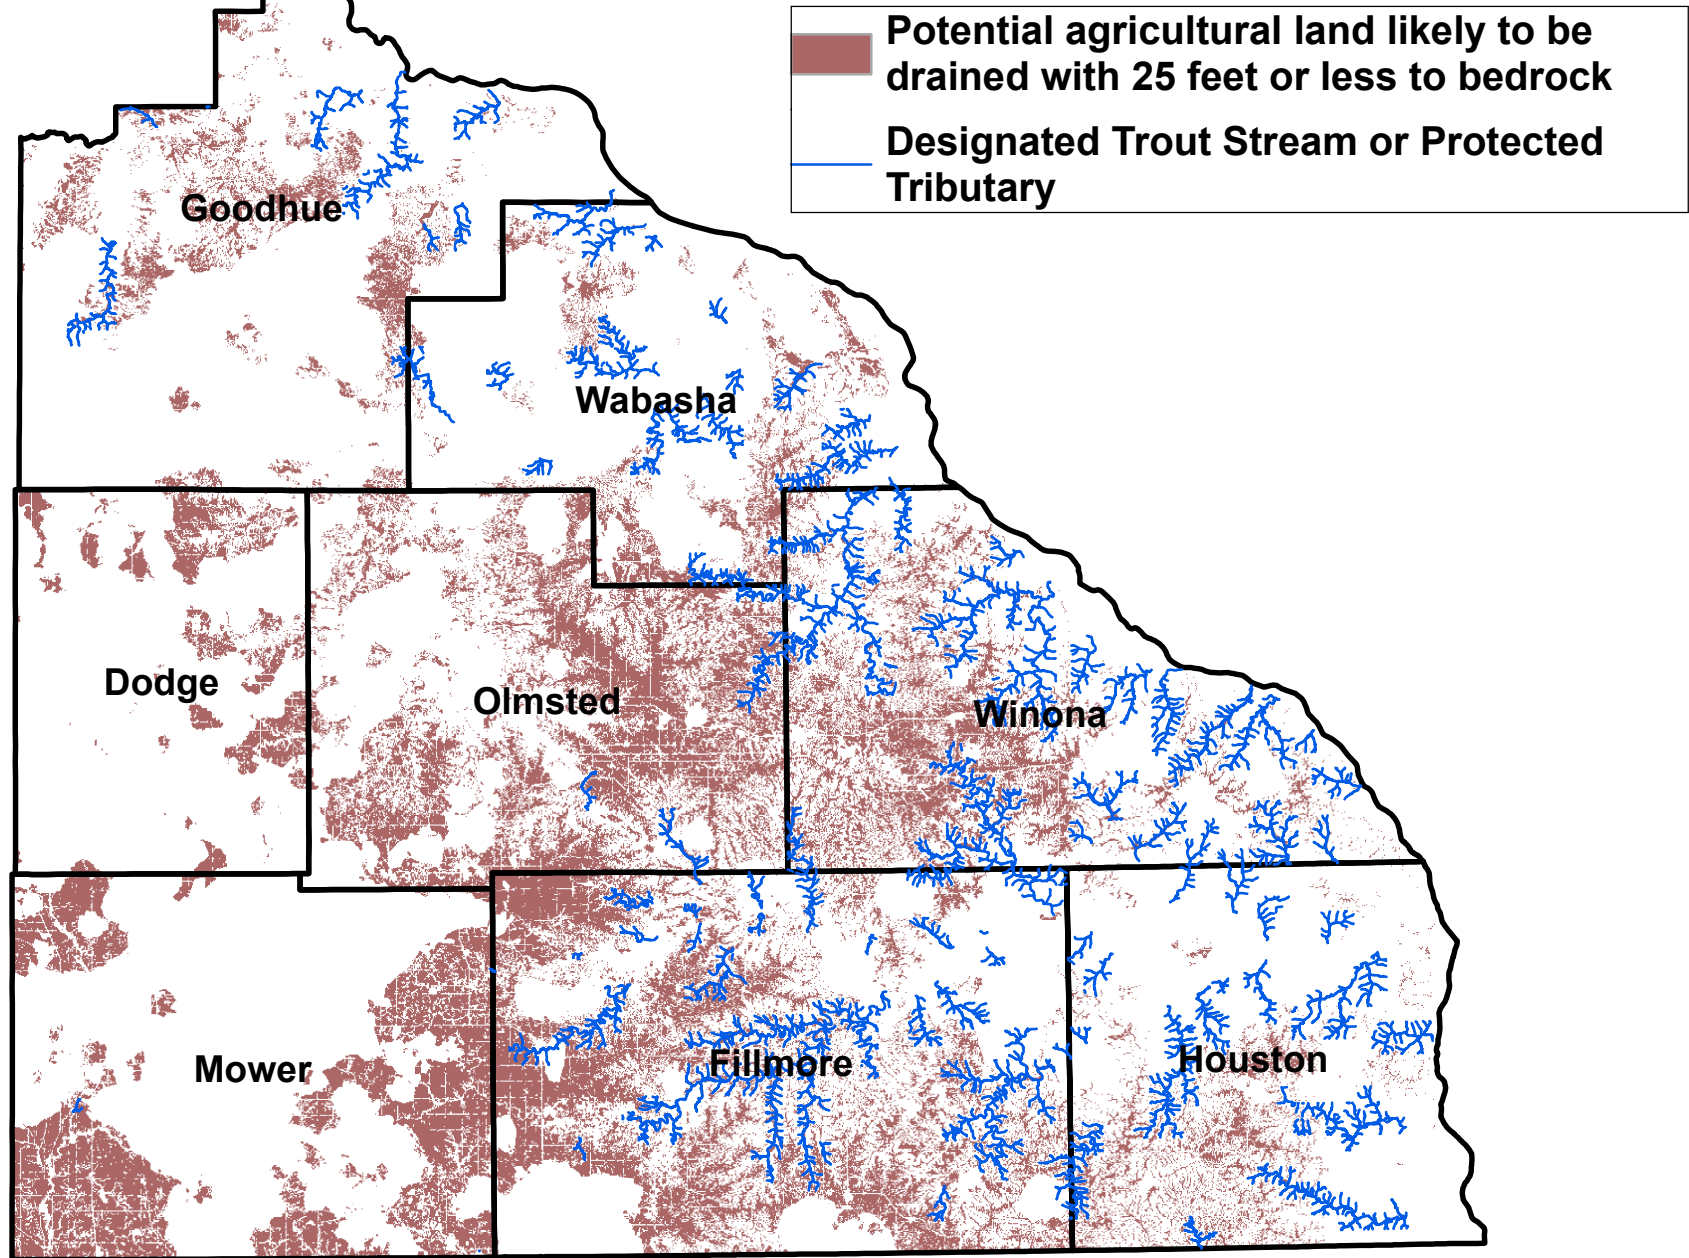 Potential agricultural land likely to be
drained with 25 feet or less to bedrock
Designated Trout Stream or Protected
Tributary
Goodhue
Wabasha
Dodge
Olmsted
Winona
Mower
Fillmore
Houston